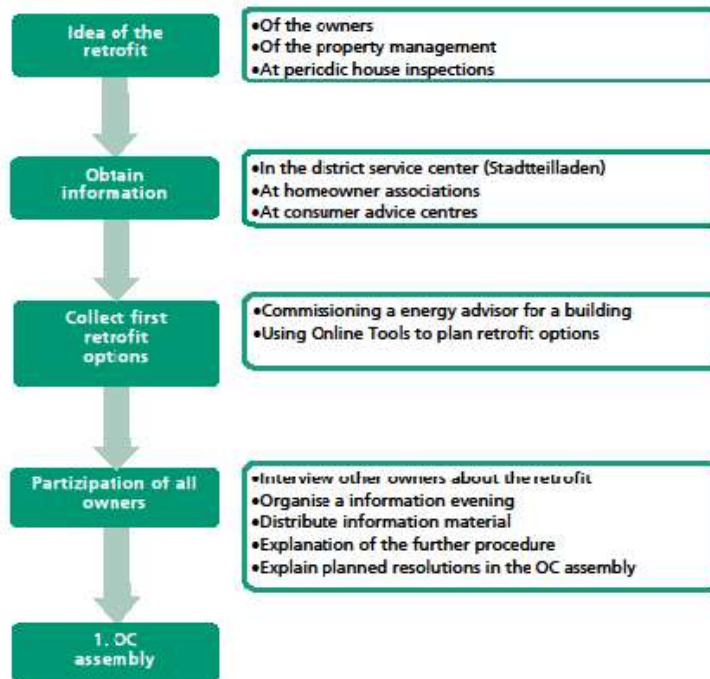 Idea of the
retrofit
•Of the owners
•Of the property management
•At periodic house inspections
Obtain
information
•In the district service center (Stadtteilladen)
•At homeowner associations
•At consumer advice centres
Collect first
retrofit
options
•Commissioning a energy advisor for a building
•Using Online Tools to plan retrofit options
Partizipation of all
owners
•Interview other owners about the retrofit
•Organise a information evening
•Distribute information material
•Explanation of the further procedure
•Explain planned resolutions in the OC assembly
1. OC
assembly